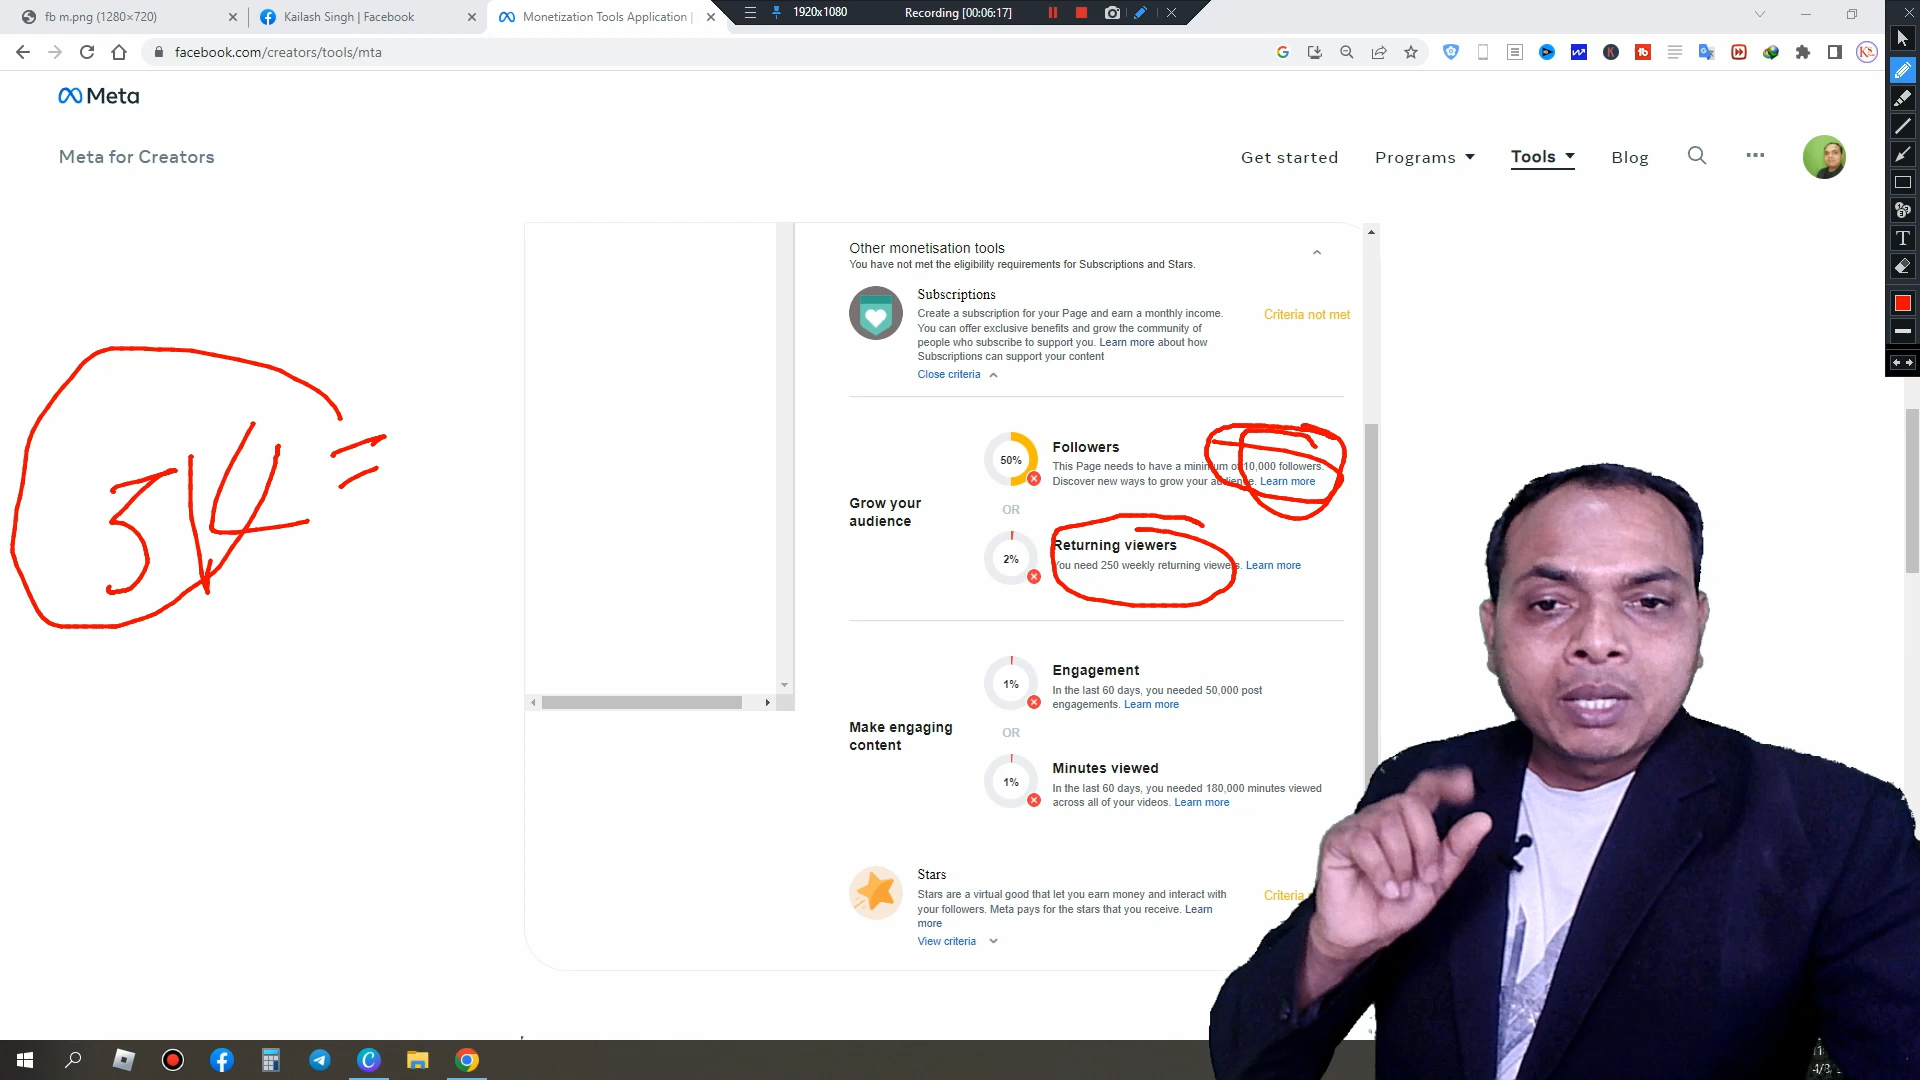 fb m.png (1280×720)
Kailash Singh | Facebook
Monetization Tools Application |
1920x1080
Recording [00:06:17]
facebook.com/creators/tools/mta
Meta
Meta for Creators
Get started
Programs
Tools
Blog
Other monetisation tools
You have not met the eligibility requirements for Subscriptions and Stars.
Subscriptions
Create a subscription for your Page and earn a monthly income.
You can offer exclusive benefits and grow the community of
people who subscribe to support you. Learn more about how
Subscriptions can support your content
Criteria not met
Close criteria
Grow your
audience
50%
Followers
This Page needs to have a minimum of 10,000 followers.
Discover new ways to grow your audience. Learn more
OR
2%
Returning viewers
You need 250 weekly returning viewers. Learn more
Make engaging
content
1%
Engagement
In the last 60 days, you needed 50,000 post
engagements. Learn more
OR
1%
Minutes viewed
In the last 60 days, you needed 180,000 minutes viewed
across all of your videos. Learn more
Stars
Stars are a virtual good that let you earn money and interact with
your followers. Meta pays for the stars that you receive. Learn
more
Criteria
View criteria
5K =